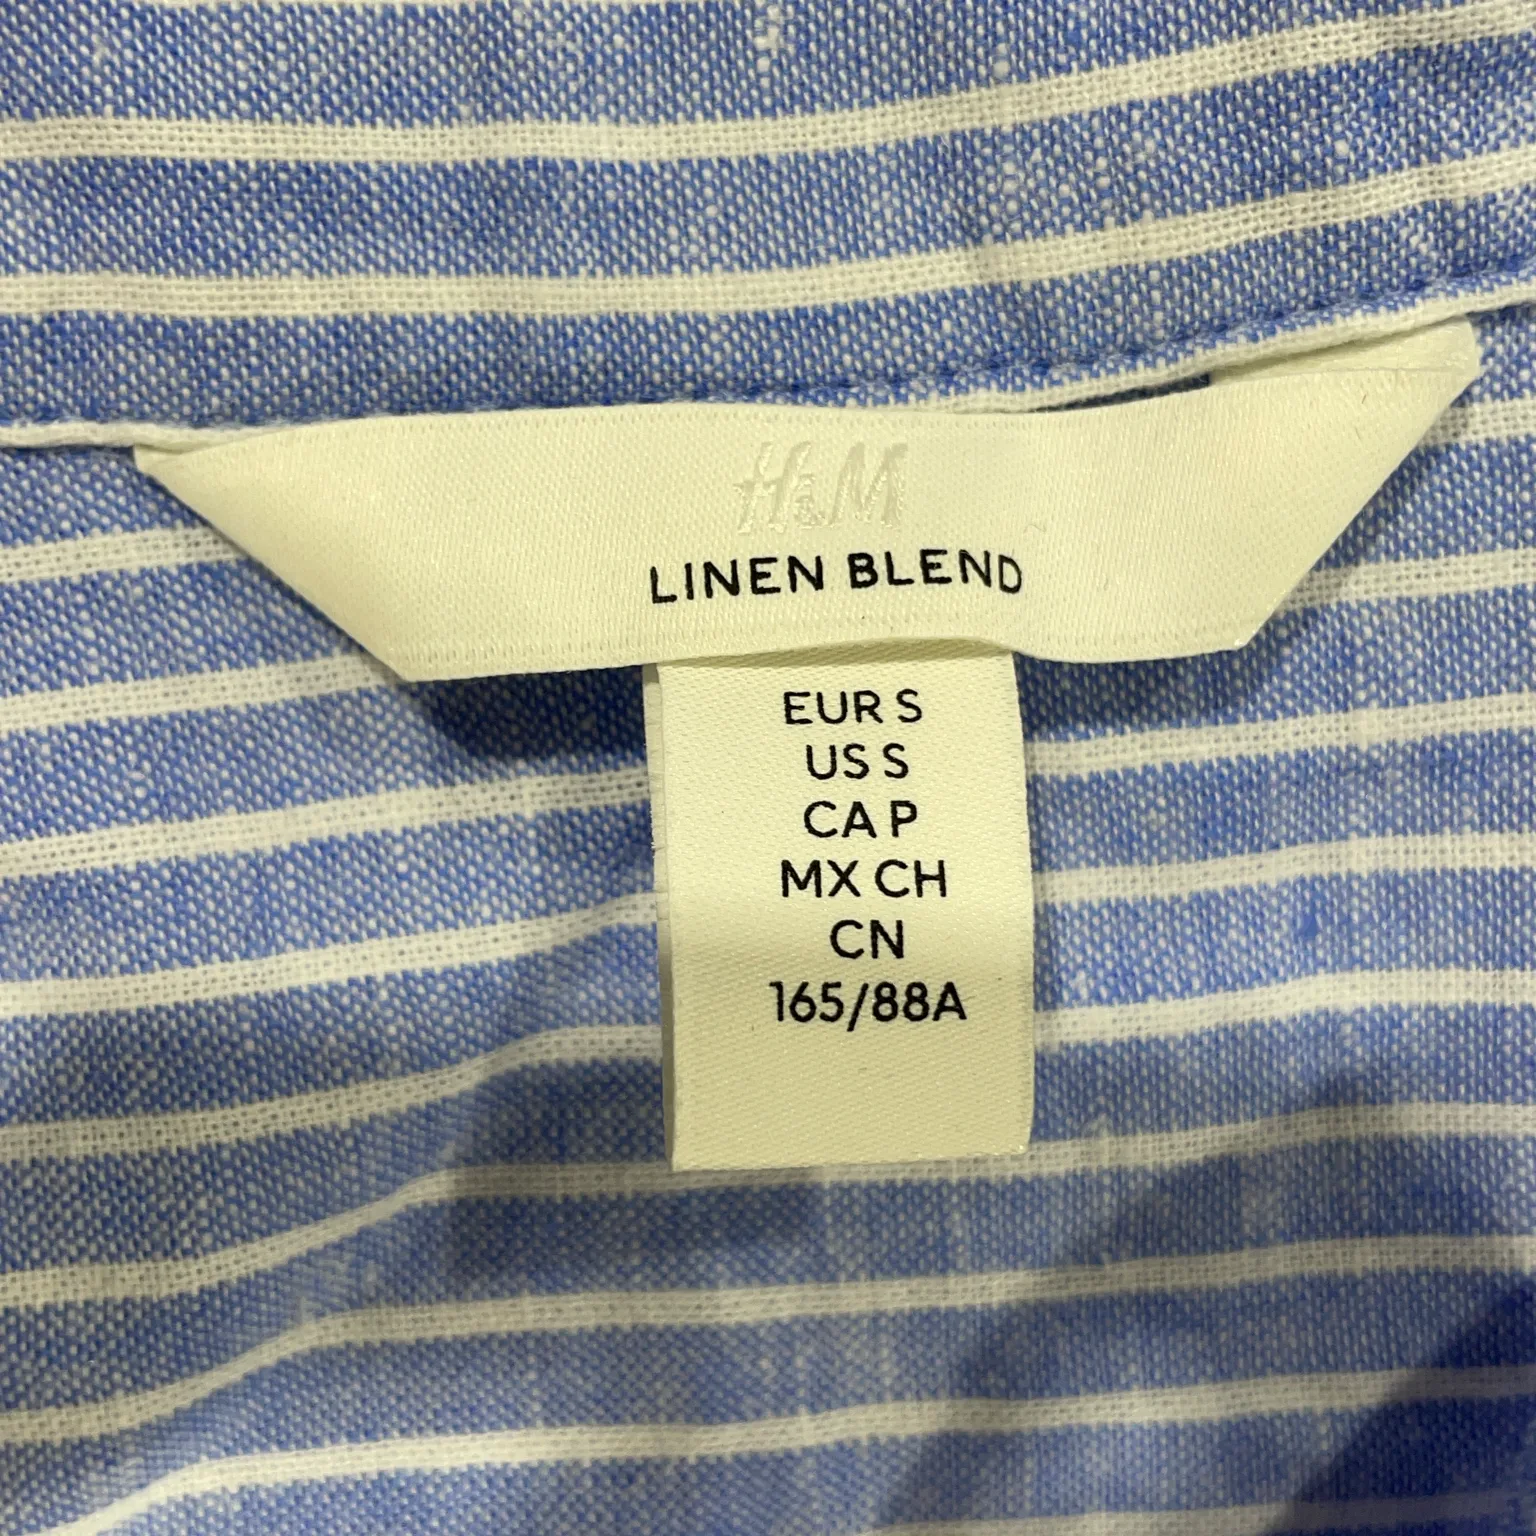 H&M
LINEN BLEND
EUR S
US S
CA P
MX CH
CN
165/88A